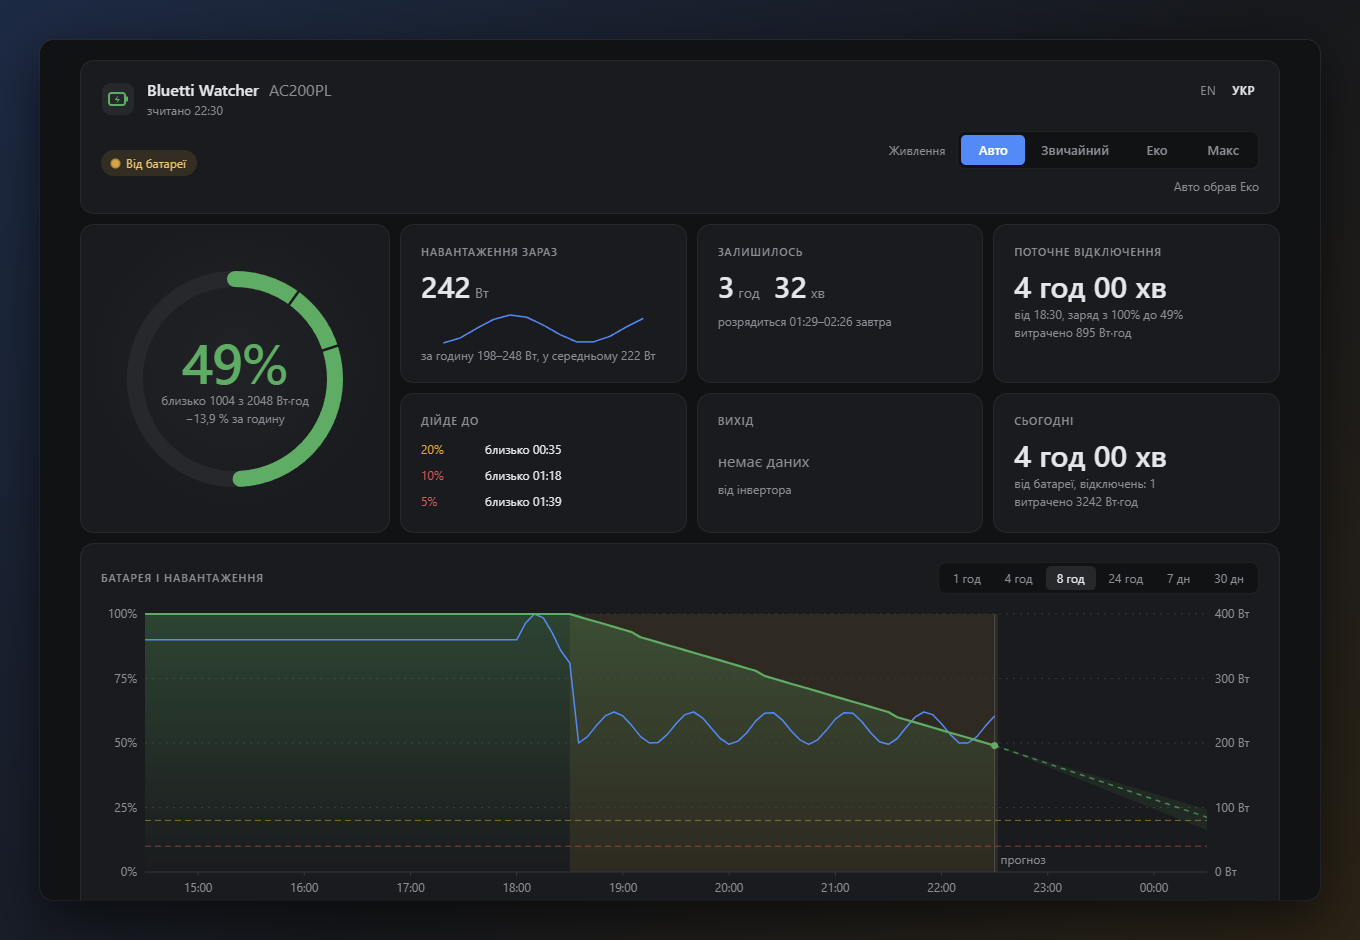 Bluetti Watcher AC200PL
зчитано 22:30
EN УКР
Від батареї
Живлення Авто Звичайний Еко Макс
Авто обрав Еко
49%
близько 1004 з 2048 Вт·год
−13,9 % за годину
НАВАНТАЖЕННЯ ЗАРАЗ
242 Вт
за годину 198–248 Вт, у середньому 222 Вт
ЗАЛИШИЛОСЬ
3 год 32 хв
розрядиться 01:29–02:26 завтра
ПОТОЧНЕ ВІДКЛЮЧЕННЯ
4 год 00 хв
від 18:30, заряд з 100% до 49%
витрачено 895 Вт·год
ДІЙДЕ ДО
20% близько 00:35
10% близько 01:18
5% близько 01:39
ВИХІД
немає даних
від інвертора
СЬОГОДНІ
4 год 00 хв
від батареї, відключень: 1
витрачено 3242 Вт·год
БАТАРЕЯ І НАВАНТАЖЕННЯ
1 год 4 год 8 год 24 год 7 дн 30 дн
100% 400 Вт
75% 300 Вт
50% 200 Вт
25% 100 Вт
прогноз
0% 0 Вт
15:00 16:00 17:00 18:00 19:00 20:00 21:00 22:00 23:00 00:00